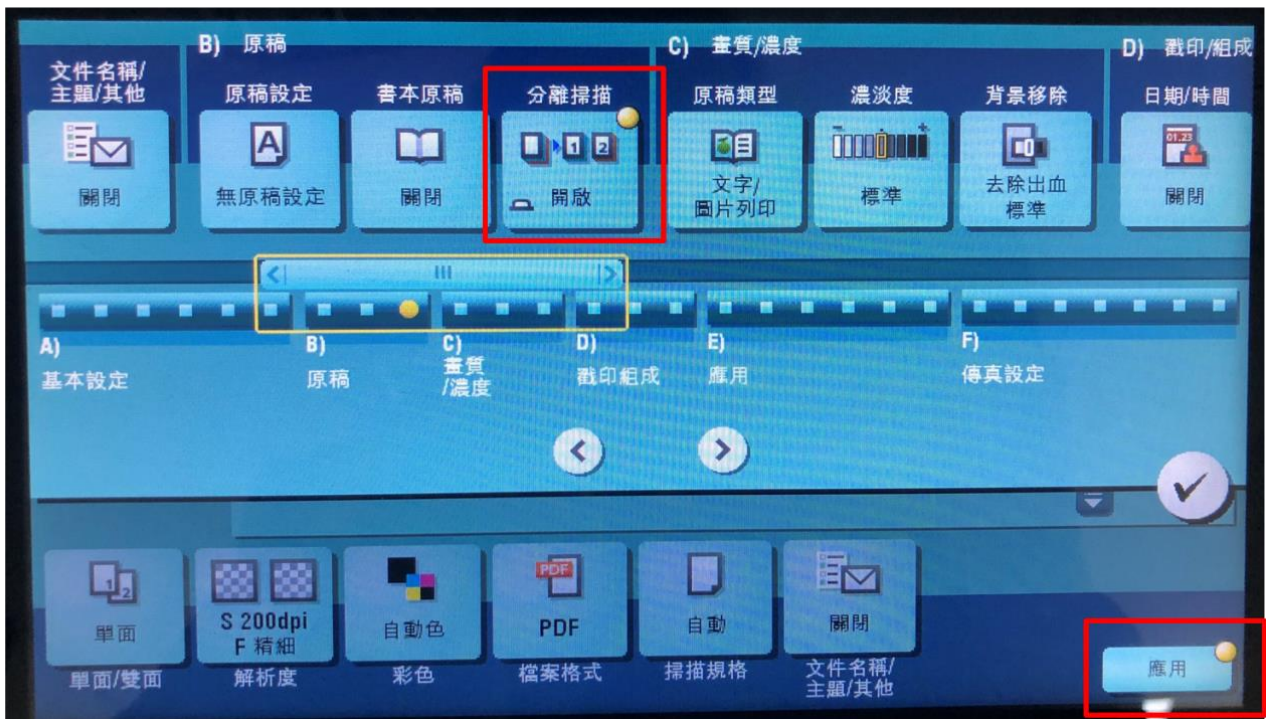 B) 原稿
C) 畫質/濃度
D) 戳印/組成
文件名稱/
主題/其他
原稿設定
書本原稿
分離掃描
原稿類型
濃淡度
背景移除
日期/時間
A
1 2
- +
01.23
關閉
無原稿設定
關閉
開啟
文字/
圖片列印
標準
去除出血
標準
關閉
A)
基本設定
B)
原稿
C)
畫質
/濃度
D)
戳印組成
E)
應用
F)
傳真設定
1 2
PDF
單面
S 200dpi
F 精細
自動色
PDF
自動
關閉
單面/雙面
解析度
彩色
檔案格式
掃描規格
文件名稱/
主題/其他
應用